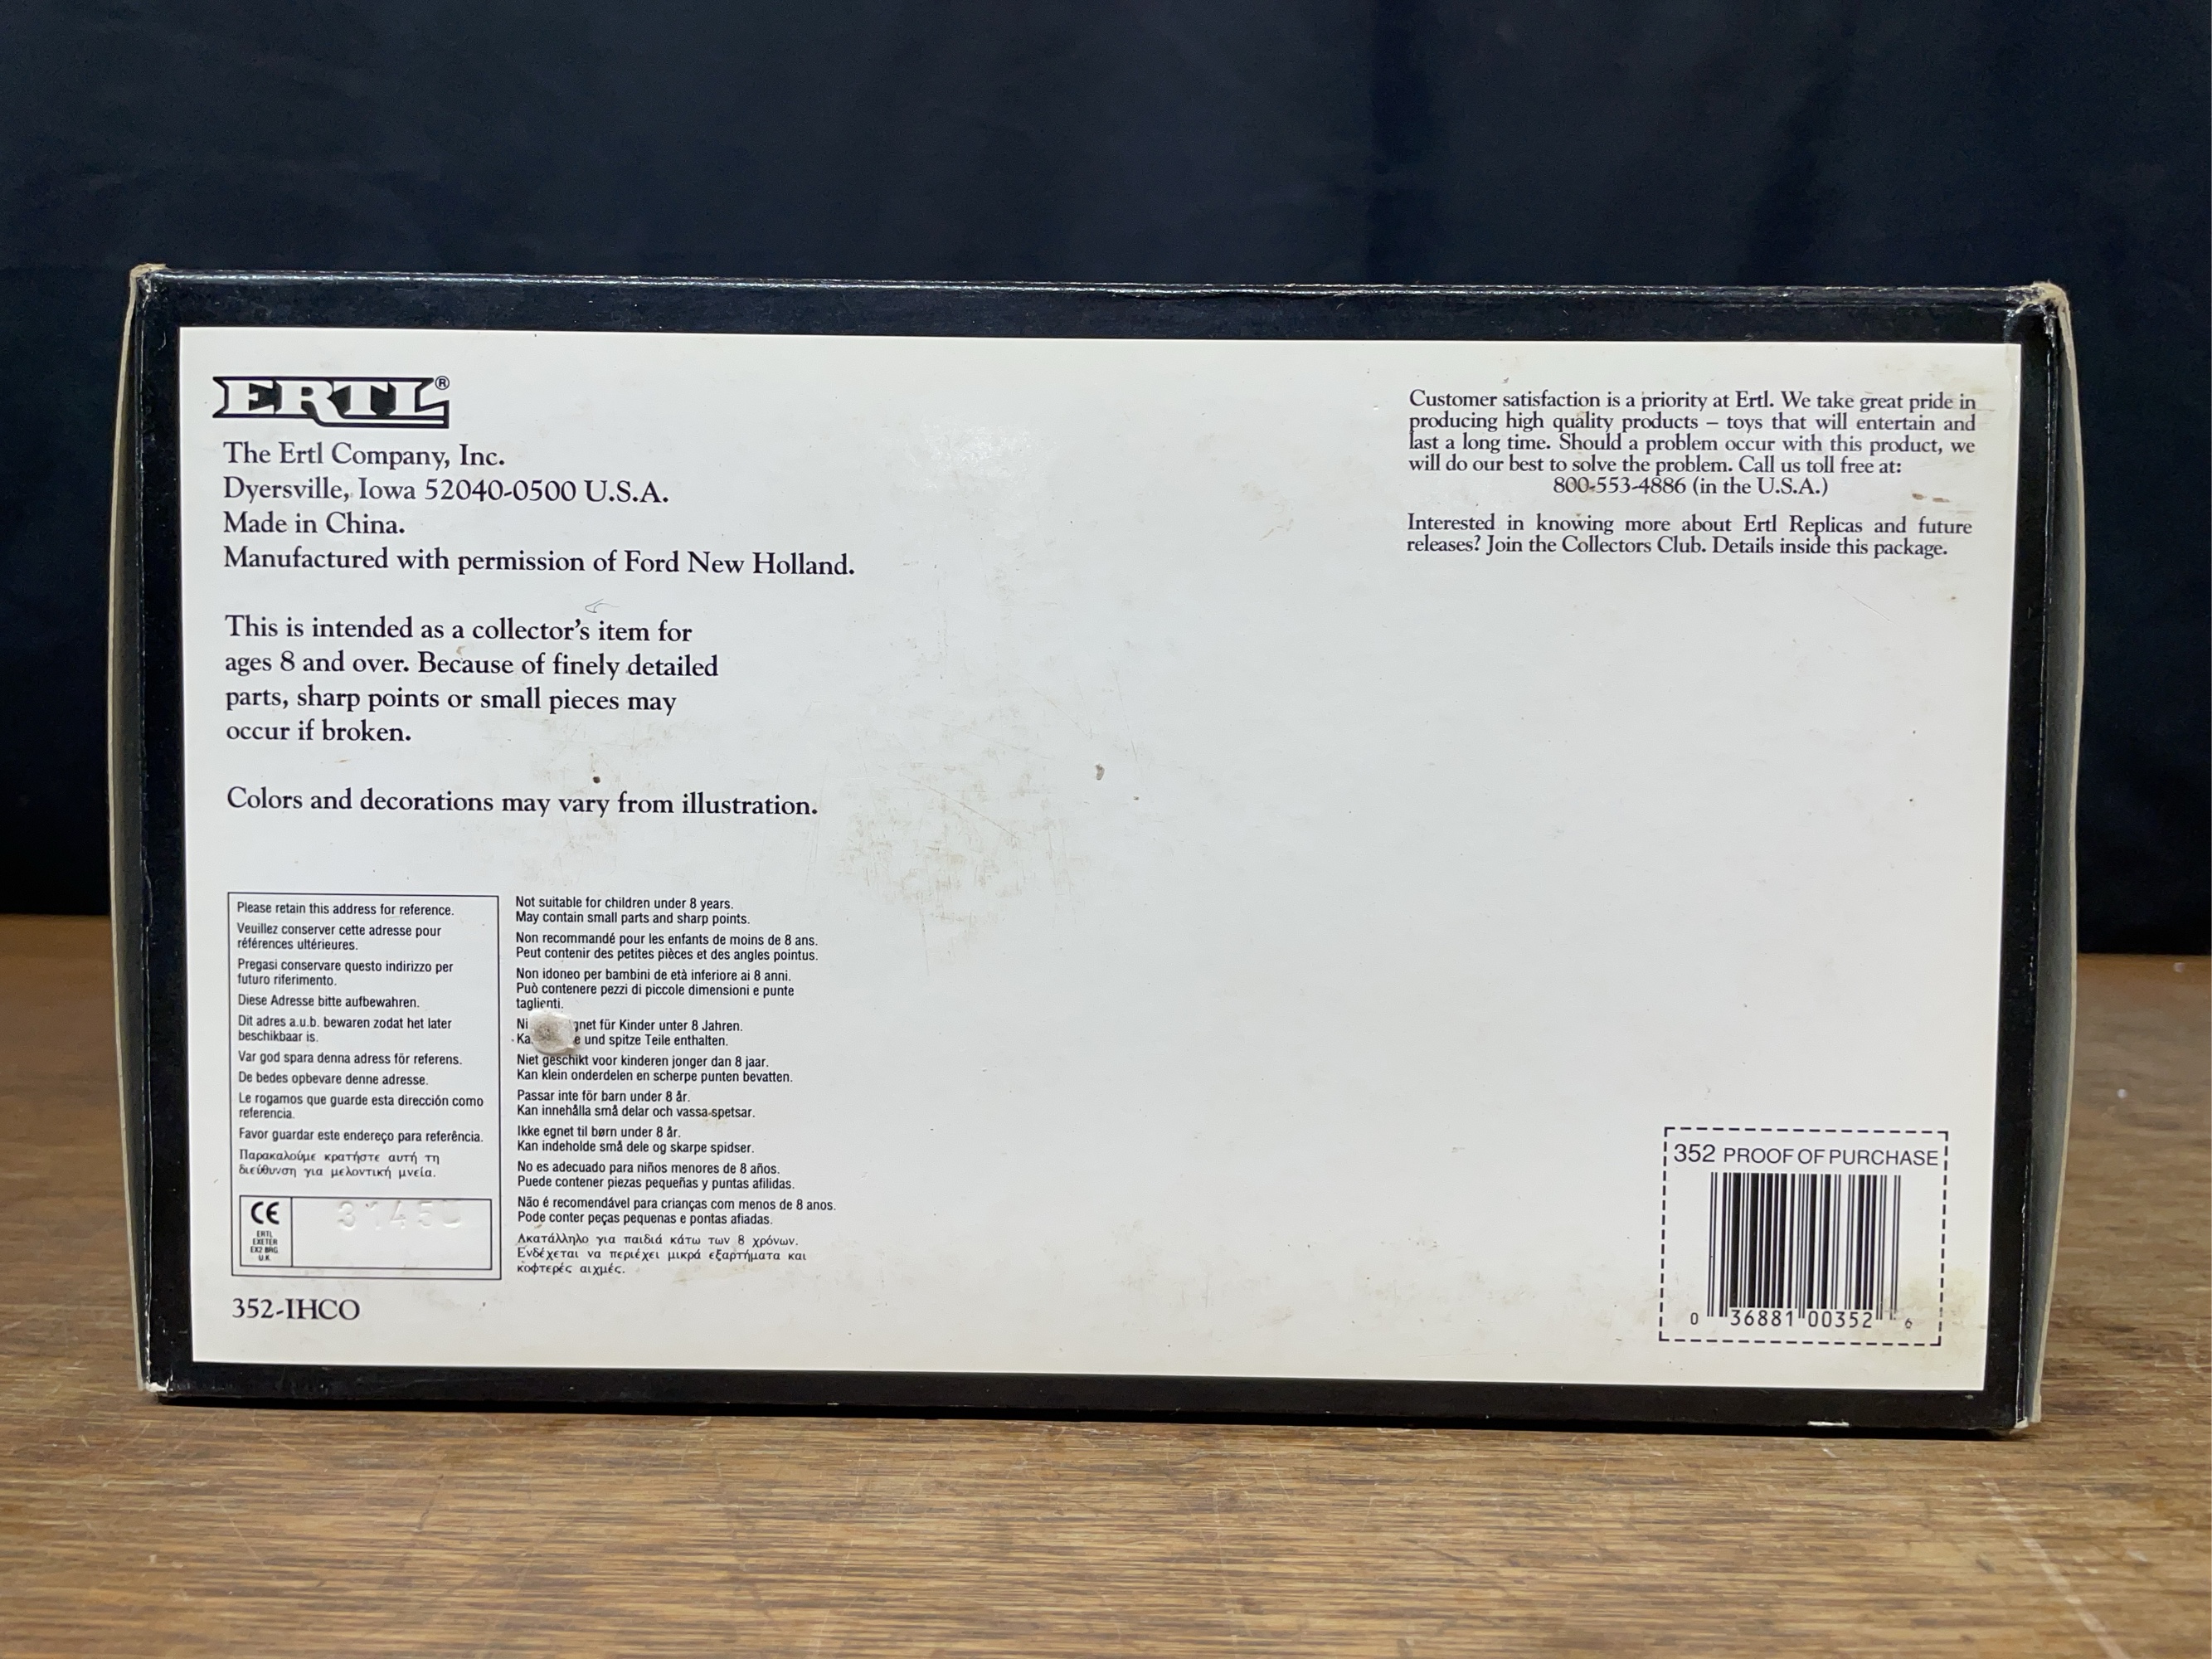 ERTL®
The Ertl Company, Inc.
Dyersville, Iowa 52040-0500 U.S.A.
Made in China.
Manufactured with permission of Ford New Holland.
This is intended as a collector's item for
ages 8 and over. Because of finely detailed
parts, sharp points or small pieces may
occur if broken.
Colors and decorations may vary from illustration.
Customer satisfaction is a priority at Ertl. We take great pride in
producing high quality products – toys that will entertain and
last a long time. Should a problem occur with this product, we
will do our best to solve the problem. Call us toll free at:
800-553-4886 (in the U.S.A.)
Interested in knowing more about Ertl Replicas and future
releases? Join the Collectors Club. Details inside this package.
Please retain this address for reference.
Veuillez conserver cette adresse pour
références ultérieures.
Pregasi conservare questo indirizzo per
futuro riferimento.
Diese Adresse bitte aufbewahren.
Dit adres a.u.b. bewaren zodat het later
beschikbaar is.
Var god spara denna adress för referens.
De bedes opbevare denne adresse.
Le rogamos que guarde esta dirección como
referencia.
Favor guardar este endereço para referência.
Παρακαλούμε κρατήστε αυτή τη
διεύθυνση για μελοντική μνεία.
CE
ERTL
EXETER
EX2 8RG
U.K.
Not suitable for children under 8 years.
May contain small parts and sharp points.
Non recommandé pour les enfants de moins de 8 ans.
Peut contenir des petites pièces et des angles pointus.
Non idoneo per bambini de età inferiore ai 8 anni.
Può contenere pezzi di piccole dimensioni e punte
taglienti.
für Kinder unter 8 Jahren.
und spitze Teile enthalten.
Niet geschikt voor kinderen jonger dan 8 jaar.
Kan klein onderdelen en scherpe punten bevatten.
Passar inte för barn under 8 år.
Kan innehålla små delar och vassa spetsar.
Ikke egnet til børn under 8 år.
Kan indeholde små dele og skarpe spidser.
No es adecuado para niños menores de 8 años.
Puede contener piezas pequeñas y puntas afilidas.
Não é recomendável para crianças com menos de 8 anos.
Pode conter peças pequenas e pontas afiadas.
Ακατάλληλο για παιδιά κάτω των 8 χρόνων.
Ενδέχεται να περιέχει μικρά εξαρτήματα και
κοφτερές αιχμές.
352-IHCO
352 PROOF OF PURCHASE
0 36881 00352 6